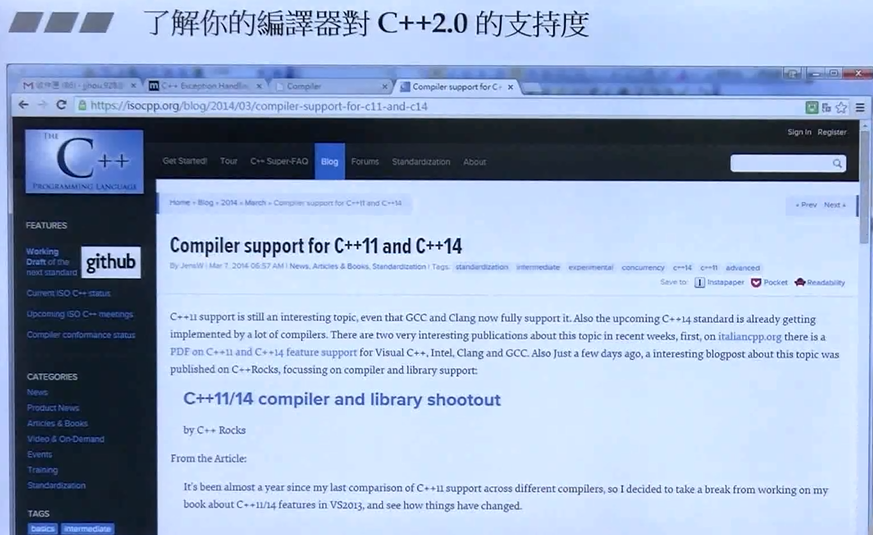 了解你的編譯器對 C++2.0 的支持度
C++ Exception Handlin
Compiler
Compiler support for C+
https://isocpp.org/blog/2014/03/compiler-support-for-c11-and-c14
Sign In Register
THE
C++
PROGRAMMING LANGUAGE
Get Started! Tour C++ Super-FAQ Blog Forums Standardization About
Home » Blog » 2014 » March » Compiler support for C++11 and C++14
« Prev Next »
FEATURES
Working
Draft of the
next standard
github
Current ISO C++ status
Upcoming ISO C++ meetings
Compiler conformance status
CATEGORIES
News
Product News
Articles & Books
Video & On-Demand
Events
Training
Standardization
TAGS
basics intermediate
Compiler support for C++11 and C++14
By JensW | Mar 7, 2014 06:57 AM | News, Articles & Books, Standardization | Tags: standardization intermediate experimental concurrency c++14 c++11 advanced
Save to: Instapaper Pocket Readability
C++11 support is still an interesting topic, even that GCC and Clang now fully support it. Also the upcoming C++14 standard is already getting
implemented by a lot of compilers. There are two very interesting publications about this topic in recent weeks, first, on italiancpp.org there is a
PDF on C++11 and C++14 feature support for Visual C++, Intel, Clang and GCC. Also Just a few days ago, a interesting blogpost about this topic was
published on C++Rocks, focussing on compiler and library support:
C++11/14 compiler and library shootout
by C++ Rocks
From the Article:
It's been almost a year since my last comparison of C++11 support across different compilers, so I decided to take a break from working on my
book about C++11/14 features in VS2013, and see how things have changed.